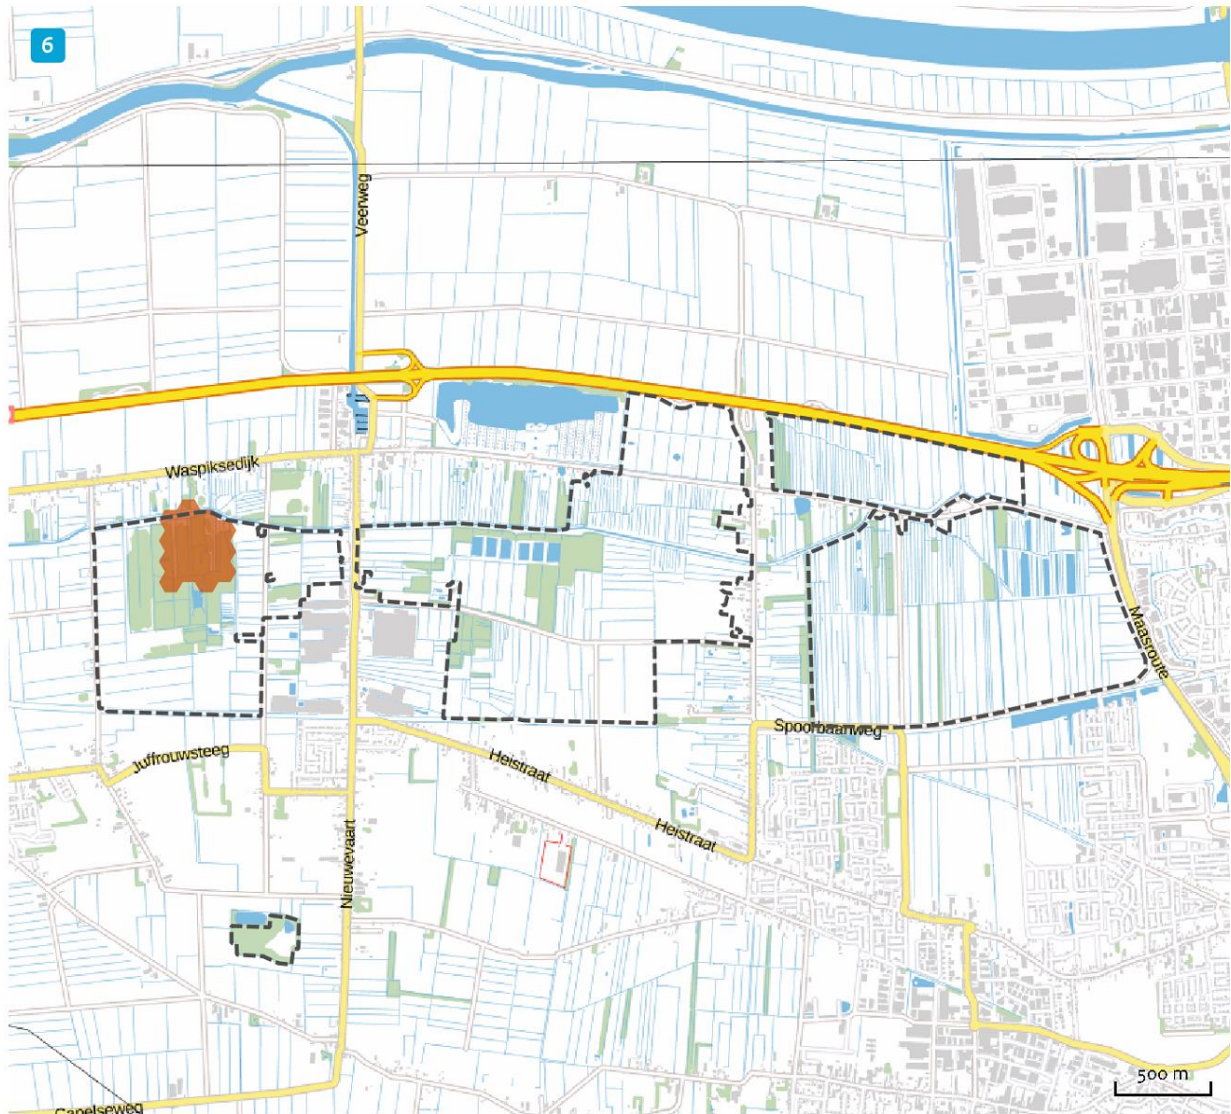 6
Veerweg
Waspiksedijk
Maasroute
Spoorbaanweg
Juffrouwsteeg
Heistraat
Heistraat
Nieuwevaart
500 m
Capelseweg